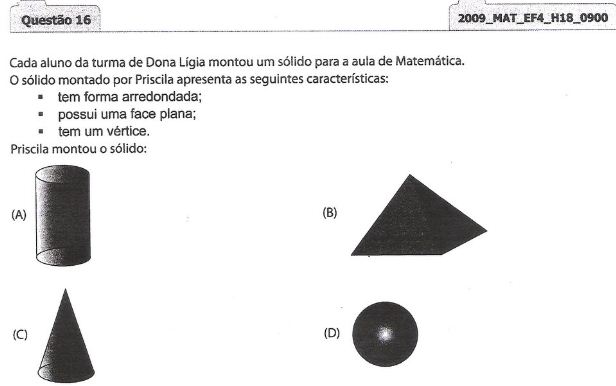 Questão 16
2009_MAT_EF4_H18_0900
Cada aluno da turma de Dona Lígia montou um sólido para a aula de Matemática.
O sólido montado por Priscila apresenta as seguintes características:
▪ tem forma arredondada;
▪ possui uma face plana;
▪ tem um vértice.
Priscila montou o sólido:
(A)
(B)
(C)
(D)